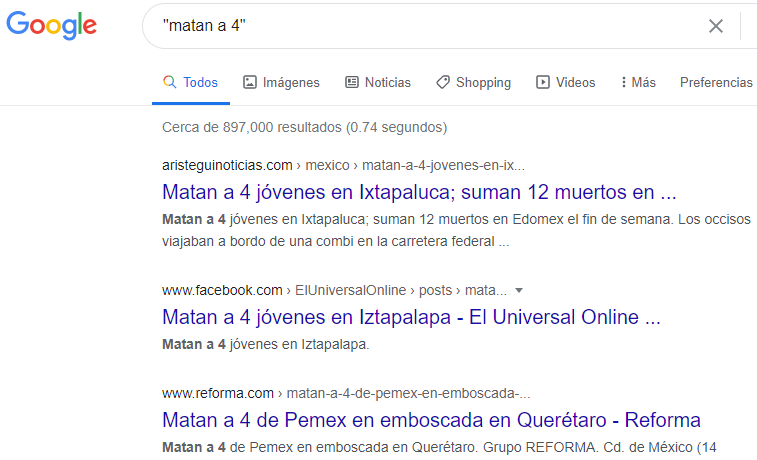 Google
"matan a 4"
Todos Imágenes Noticias Shopping Videos Más Preferencias
Cerca de 897,000 resultados (0.74 segundos)
aristeguinoticias.com › mexico › matan-a-4-jovenes-en-ix...
Matan a 4 jóvenes en Ixtapaluca; suman 12 muertos en ...
Matan a 4 jóvenes en Ixtapaluca; suman 12 muertos en Edomex el fin de semana. Los occisos
viajaban a bordo de una combi en la carretera federal ...
www.facebook.com › ElUniversalOnline › posts › mata...
Matan a 4 jóvenes en Iztapalapa - El Universal Online ...
Matan a 4 jóvenes en Iztapalapa.
www.reforma.com › matan-a-4-de-pemex-en-emboscada-...
Matan a 4 de Pemex en emboscada en Querétaro - Reforma
Matan a 4 de Pemex en emboscada en Querétaro. Grupo REFORMA. Cd. de México (14